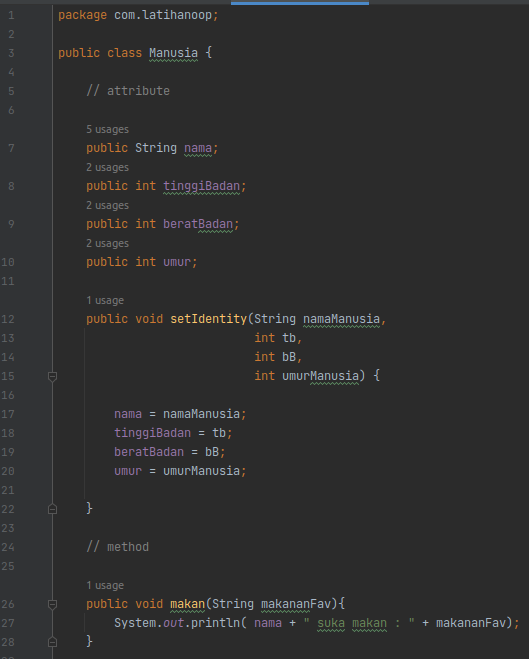 1 package com.latihanoop;
2
3 public class Manusia {
4
5 // attribute
6
5 usages
7 public String nama;
2 usages
8 public int tinggiBadan;
2 usages
9 public int beratBadan;
2 usages
10 public int umur;
11
1 usage
12 public void setIdentity(String namaManusia,
13 int tb,
14 int bB,
15 int umurManusia) {
16
17 nama = namaManusia;
18 tinggiBadan = tb;
19 beratBadan = bB;
20 umur = umurManusia;
21
22 }
23
24 // method
25
1 usage
26 public void makan(String makananFav){
27 System.out.println( nama + " suka makan : " + makananFav);
28 }